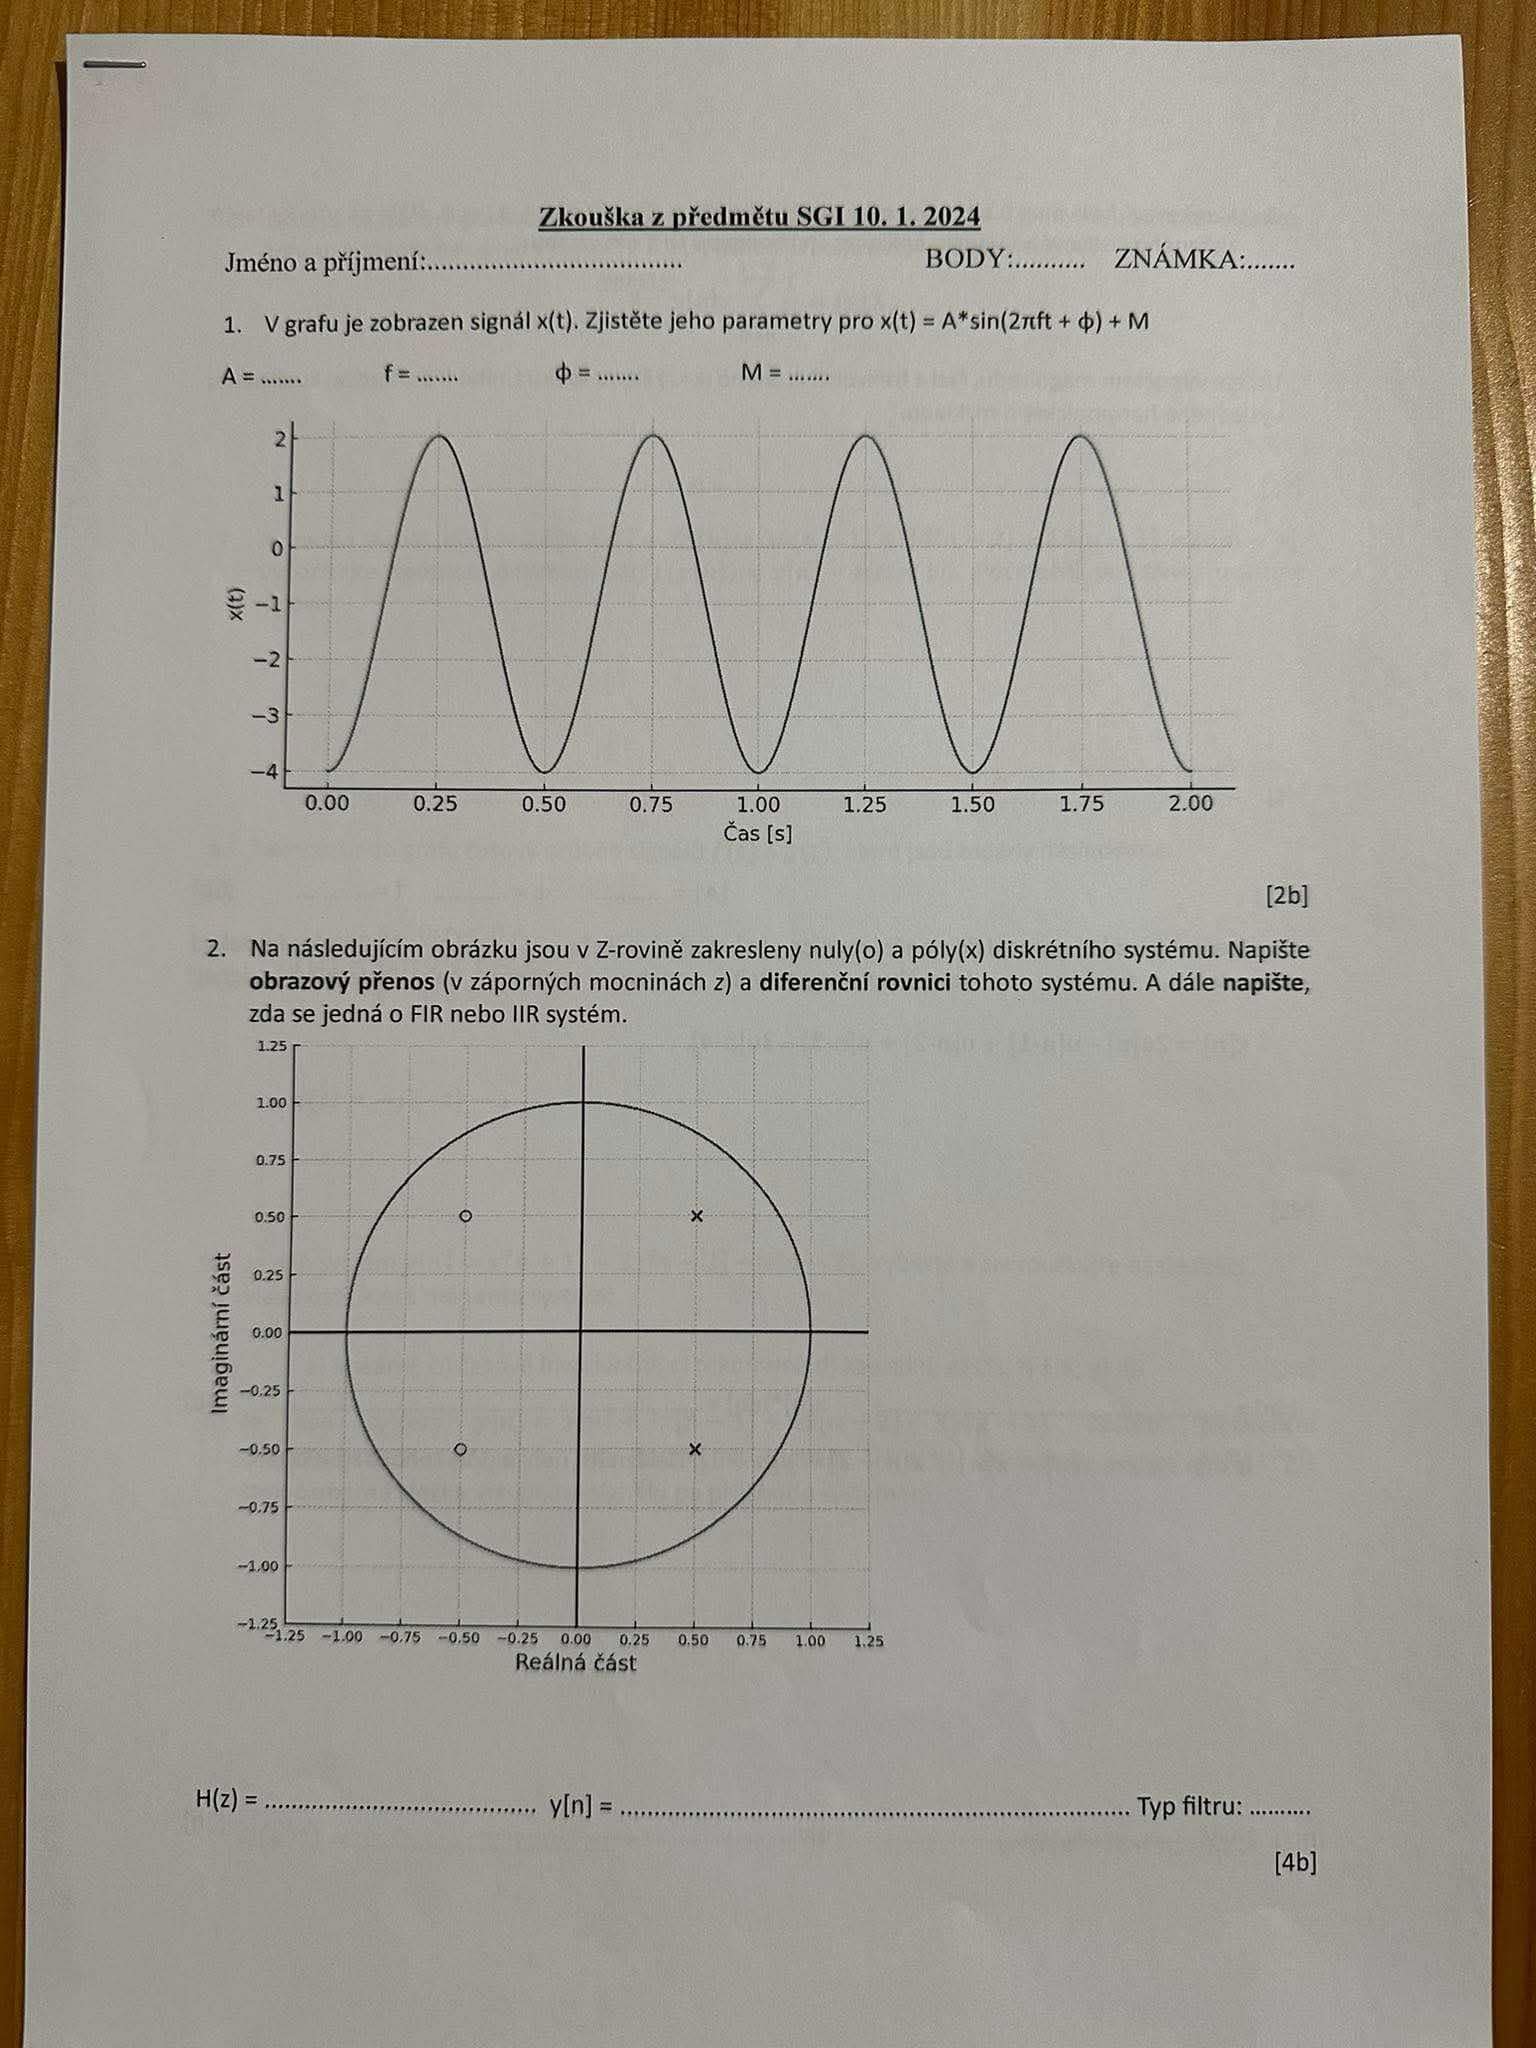 Zkouška z předmětu SGI 10. 1. 2024
Jméno a příjmení:.................................... BODY:.......... ZNÁMKA:.......
1. V grafu je zobrazen signál x(t). Zjistěte jeho parametry pro x(t) = A*sin(2πft + ϕ) + M
A = ....... f = ....... ϕ = ....... M = .......
2
1
0
−1
−2
−3
−4
x(t)
0.00 0.25 0.50 0.75 1.00 1.25 1.50 1.75 2.00
Čas [s]
[2b]
2. Na následujícím obrázku jsou v Z-rovině zakresleny nuly(o) a póly(x) diskrétního systému. Napište
obrazový přenos (v záporných mocninách z) a diferenční rovnici tohoto systému. A dále napište,
zda se jedná o FIR nebo IIR systém.
1.25
1.00
0.75
0.50
0.25
0.00
−0.25
−0.50
−0.75
−1.00
−1.25
Imaginární část
−1.25 −1.00 −0.75 −0.50 −0.25 0.00 0.25 0.50 0.75 1.00 1.25
Reálná část
H(z) = ........................................ y[n] = ............................................................................ Typ filtru: ..........
[4b]